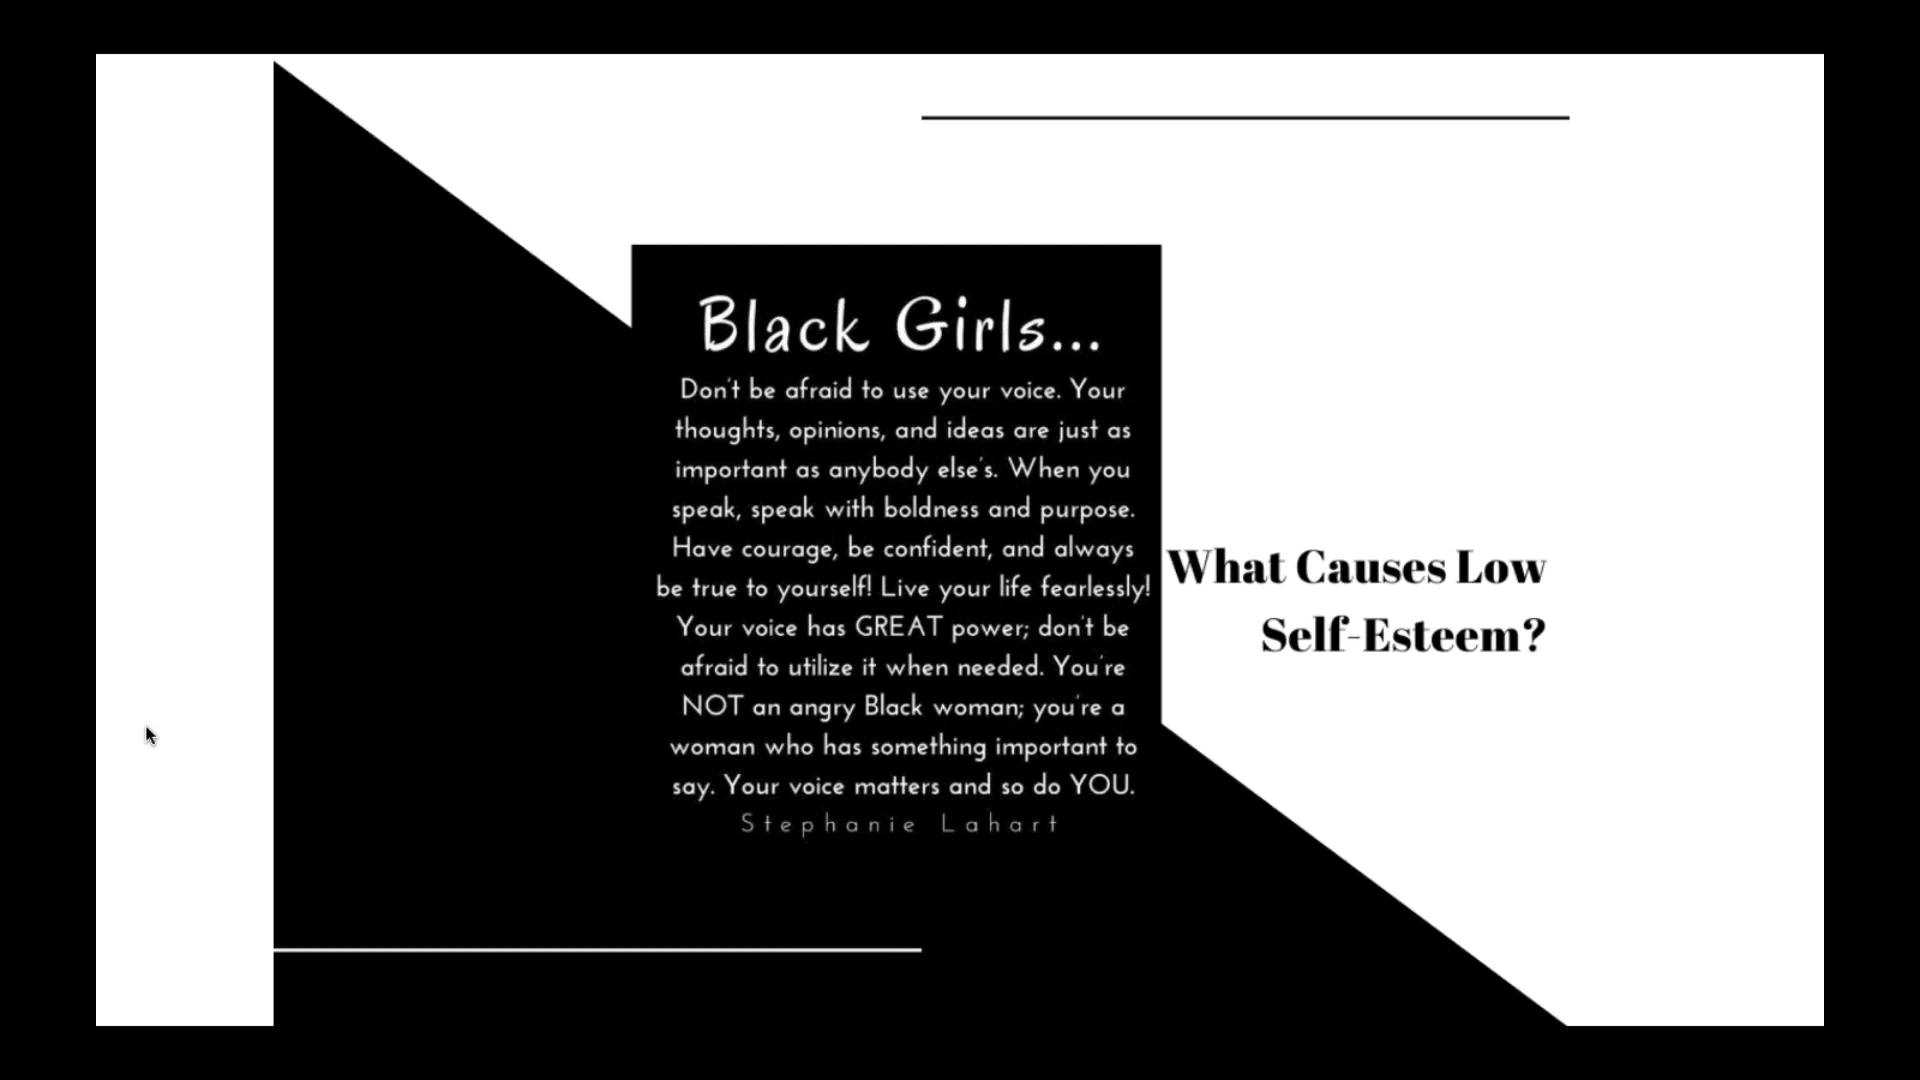 Black Girls...
Don't be afraid to use your voice. Your
thoughts, opinions, and ideas are just as
important as anybody else's. When you
speak, speak with boldness and purpose.
Have courage, be confident, and always
be true to yourself! Live your life fearlessly!
Your voice has GREAT power; don't be
afraid to utilize it when needed. You're
NOT an angry Black woman; you're a
woman who has something important to
say. Your voice matters and so do YOU.
Stephanie Lahart
What Causes Low
Self-Esteem?